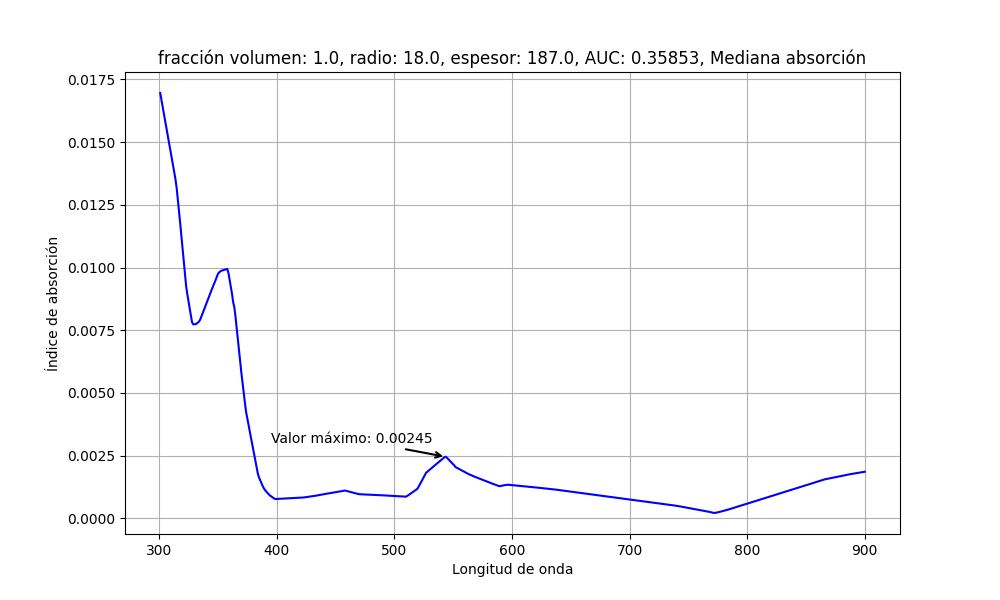 fracción volumen: 1.0, radio: 18.0, espesor: 187.0, AUC: 0.35853, Mediana absorción
0.0175
0.0150
0.0125
0.0100
0.0075
0.0050
0.0025
0.0000
Índice de absorción
Valor máximo: 0.00245
300 400 500 600 700 800 900
Longitud de onda